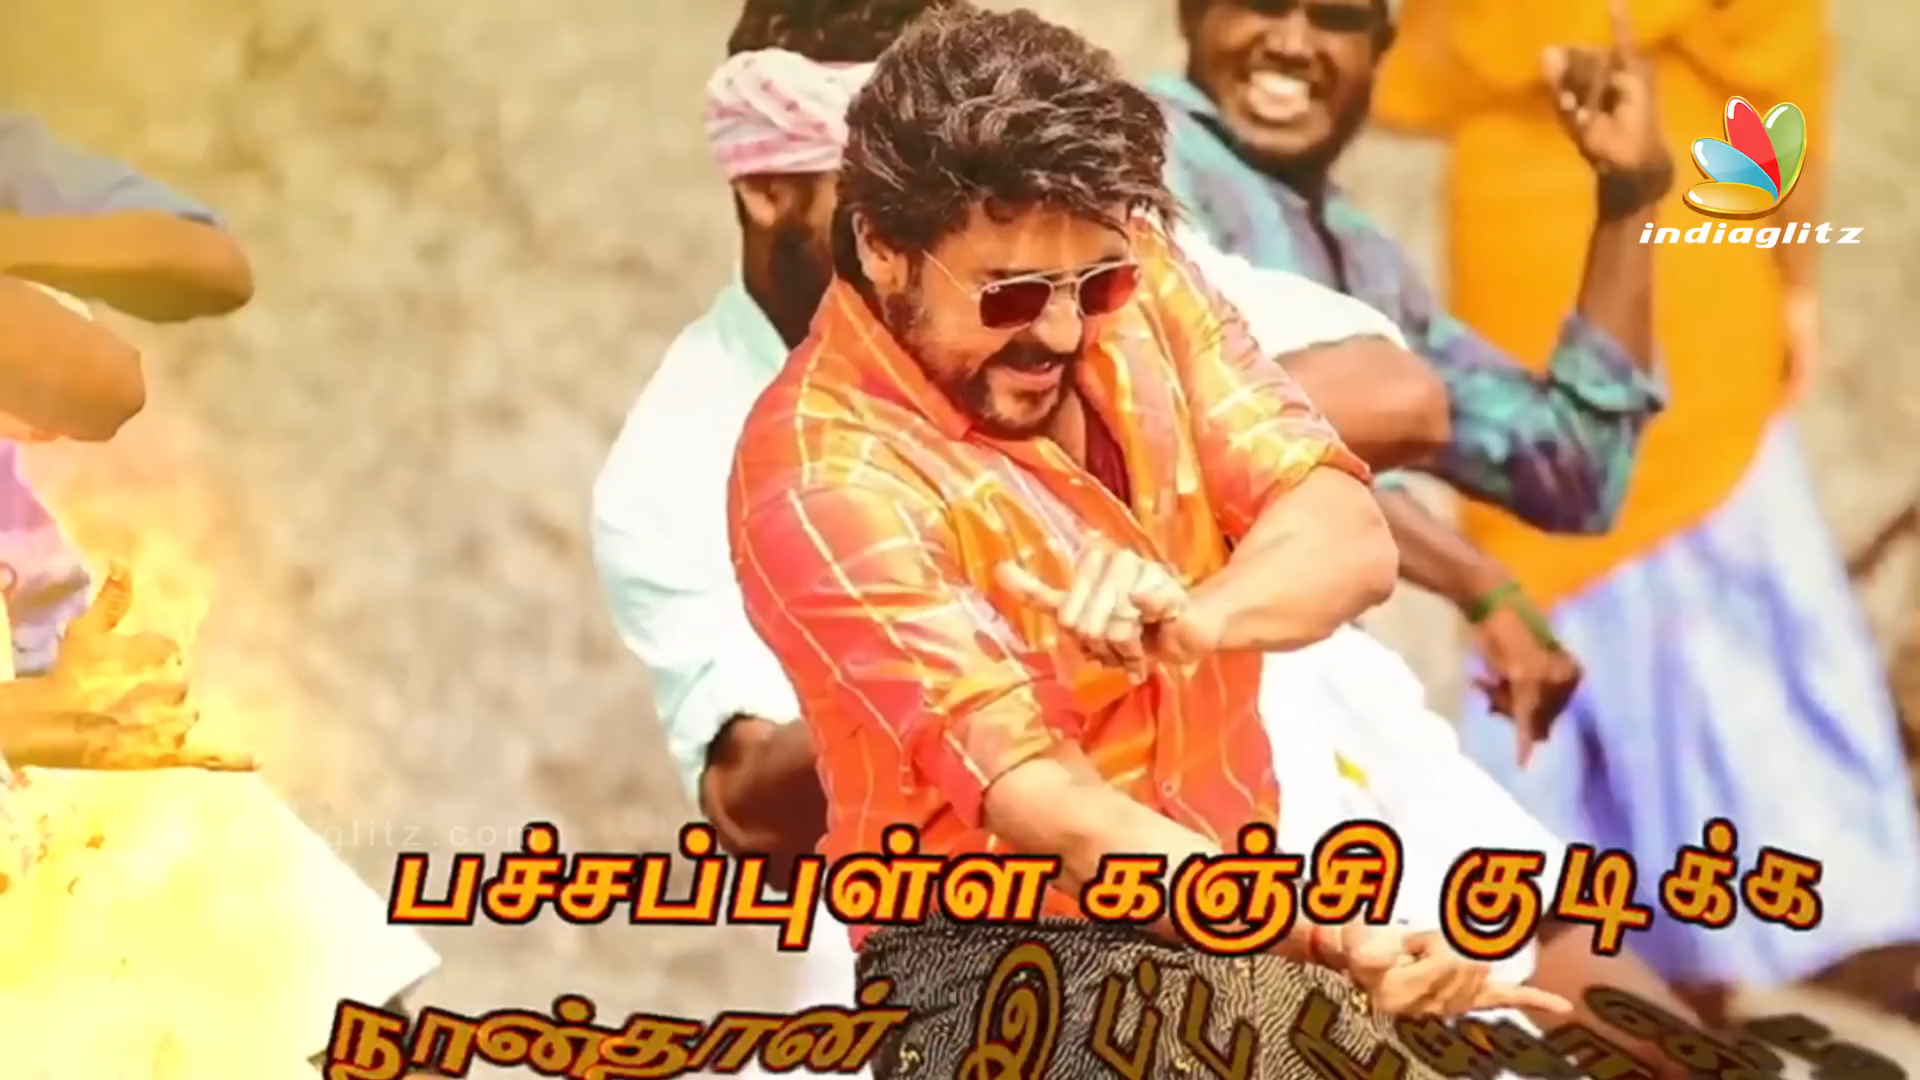 indiaglitz
பச்சப்புள்ள கஞ்சி குடிக்க
நான்தான்